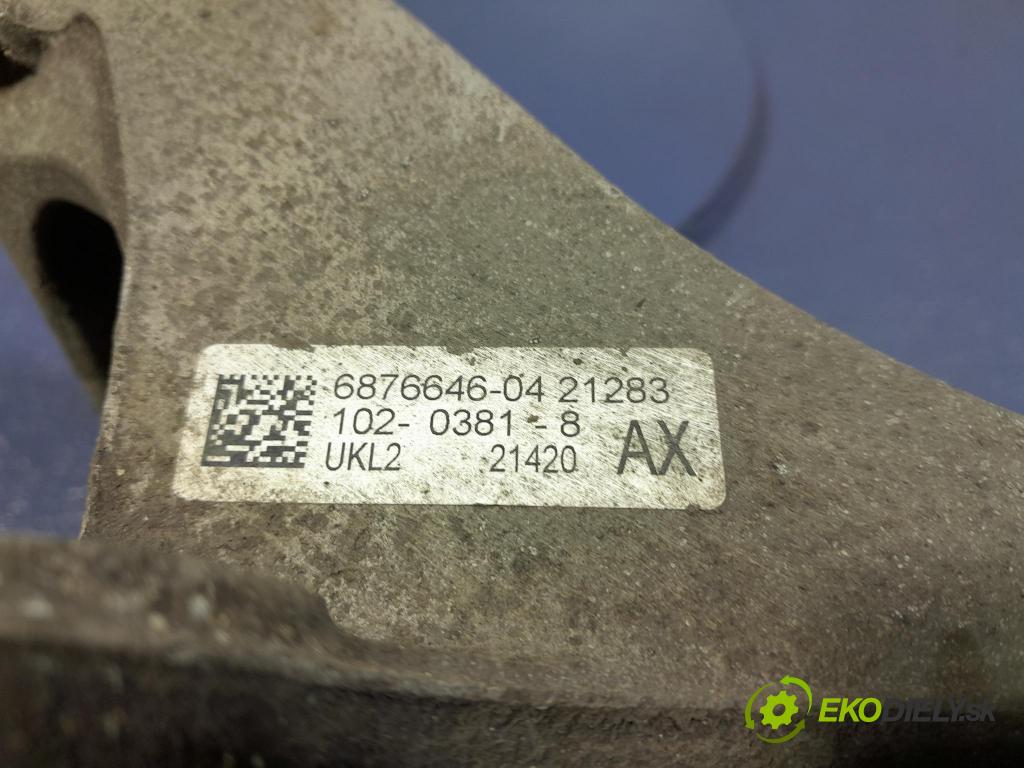 6876646-04 21283
102- 0381 - 8
UKL2 21420 AX
EKODIELY.SK